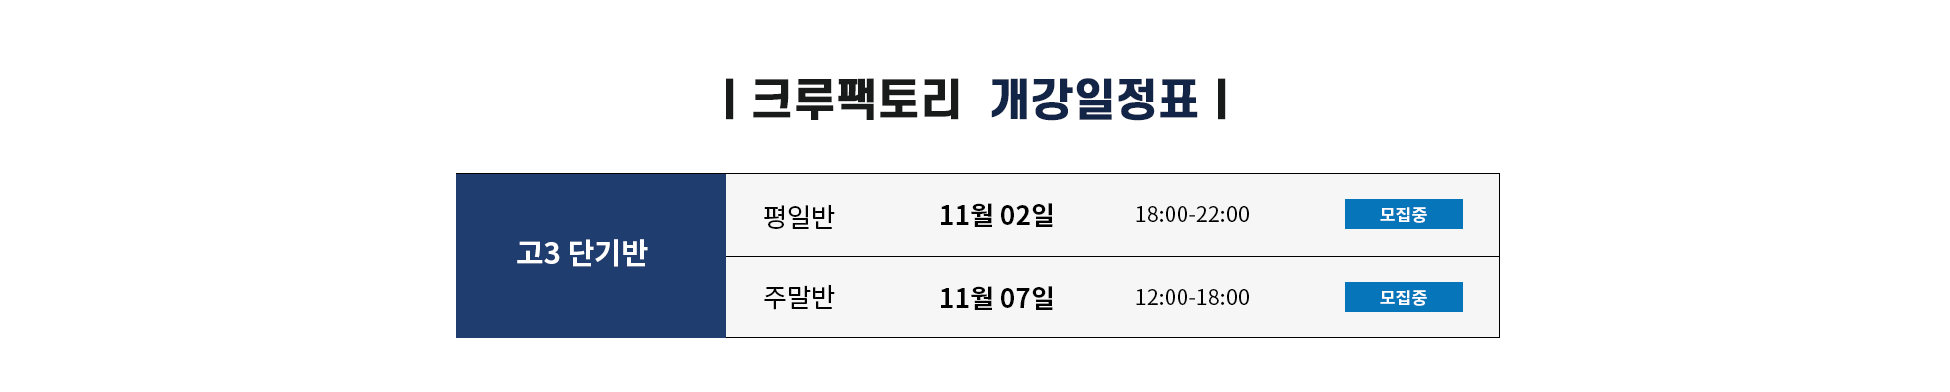 | 크루팩토리 개강일정표 |
고3 단기반
평일반 11월 02일 18:00-22:00 모집중
주말반 11월 07일 12:00-18:00 모집중